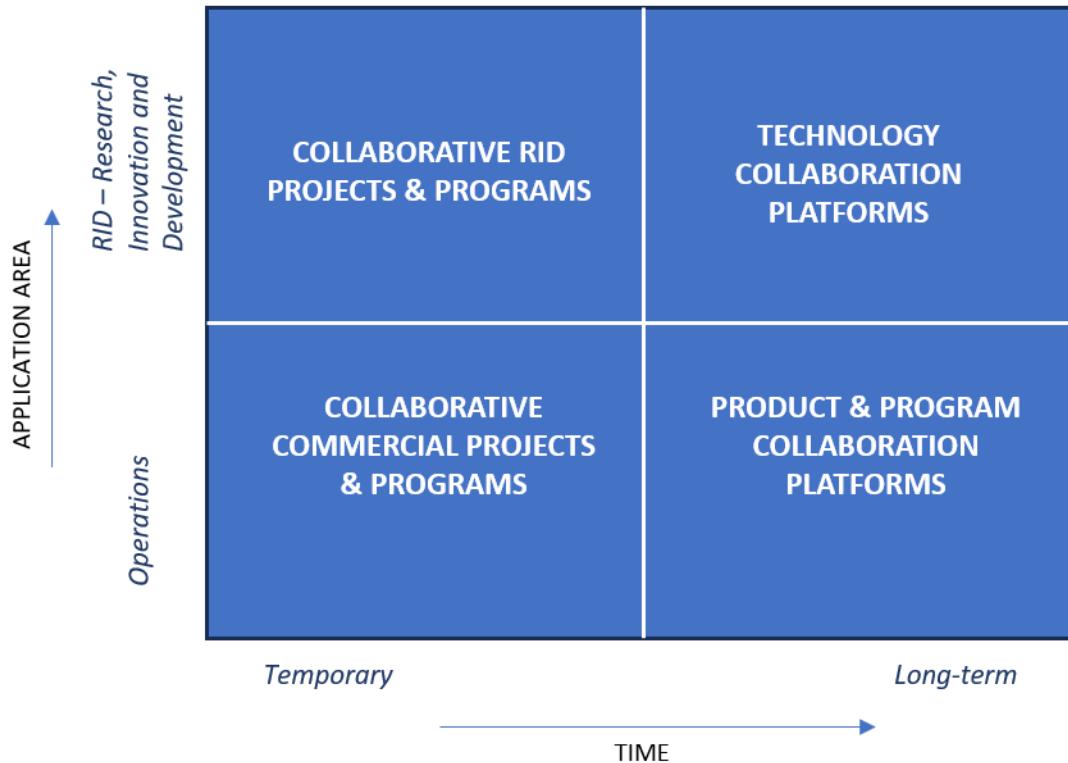 RID – Research,
Innovation and
Development
COLLABORATIVE RID
PROJECTS & PROGRAMS
TECHNOLOGY
COLLABORATION
PLATFORMS
APPLICATION AREA
Operations
COLLABORATIVE
COMMERCIAL PROJECTS
& PROGRAMS
PRODUCT & PROGRAM
COLLABORATION
PLATFORMS
Temporary
Long-term
TIME